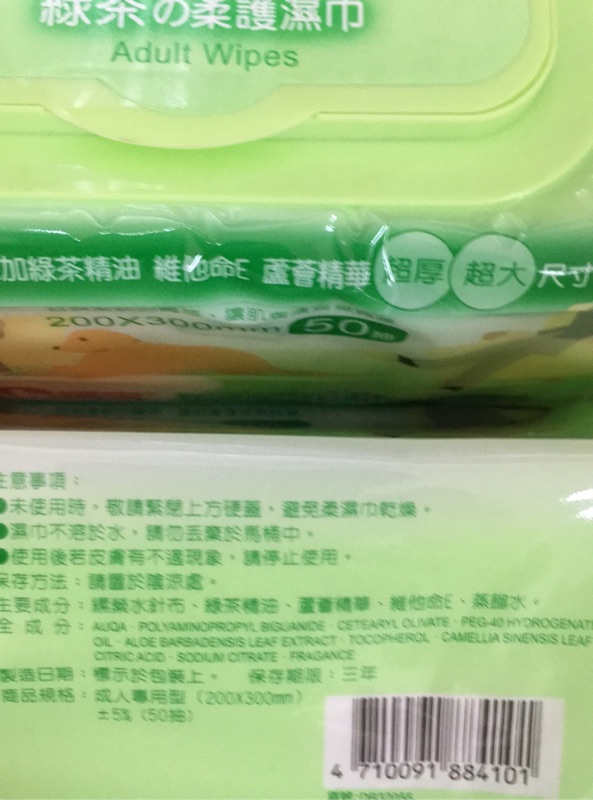 綠茶の柔護濕巾
Adult Wipes
加綠茶精油 維他命E 蘆薈精華 超厚 超大 尺寸
200X300mm 50抽
注意事項：
●未使用時，敬請緊閉上方硬蓋，避免柔濕巾乾燥。
●濕巾不溶於水，請勿丟棄於馬桶中。
●使用後若皮膚有不適現象，請停止使用。
保存方法：請置於陰涼處。
主要成分：螺縈水針布、綠茶精油、蘆薈精華、維他命E、蒸餾水。
全成分：AUQA · POLYAMINOPROPYL BIGUANIDE · CETEARYL OLIVATE · PEG-40 HYDROGENATE
OIL · ALOE BARBADENSIS LEAF EXTRACT · TOCOPHEROL · CAMELLIA SINENSIS LEAF
CITRIC ACID · SODIUM CITRATE · FRAGANCE
製造日期：標示於包裝上。 保存期限：三年
商品規格：成人專用型（200X300mm）
±5%（50抽）
4 710091 884101